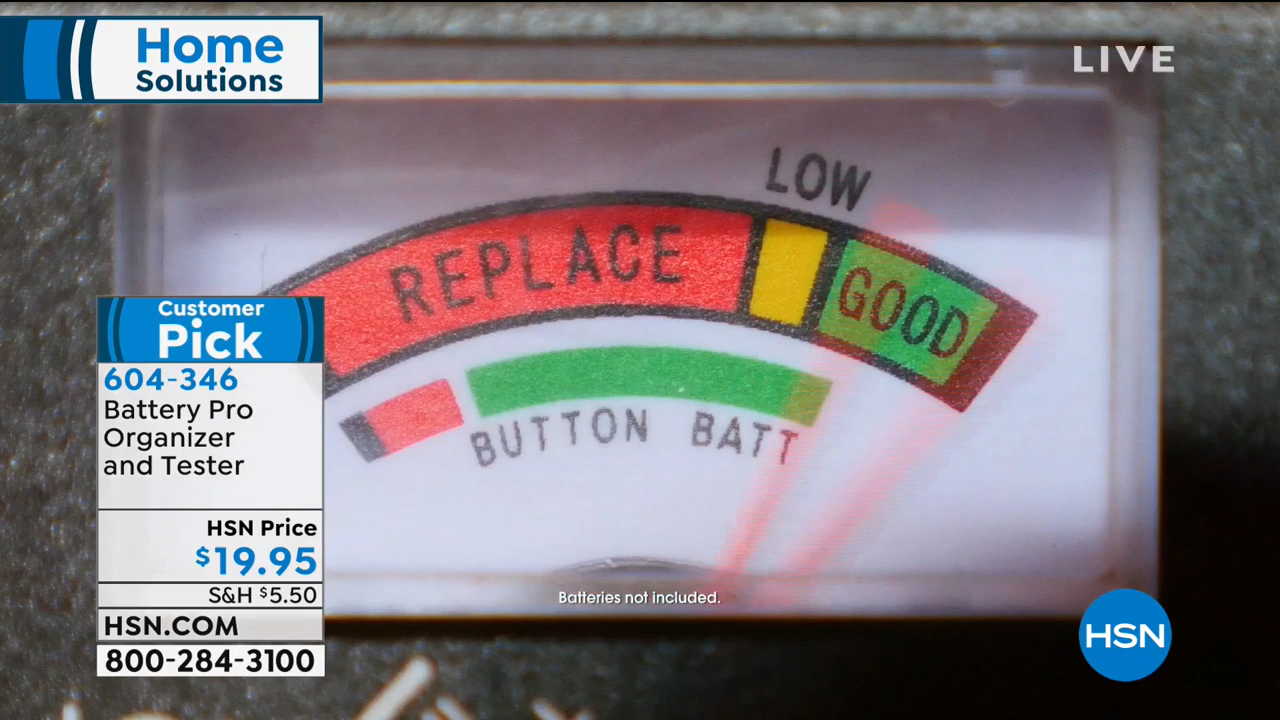 Home
Solutions
LIVE
LOW
REPLACE
GOOD
BUTTON BATT
Customer
Pick
604-346
Battery Pro
Organizer
and Tester
HSN Price
$19.95
S&H $5.50
HSN.COM
800-284-3100
Batteries not included.
HSN